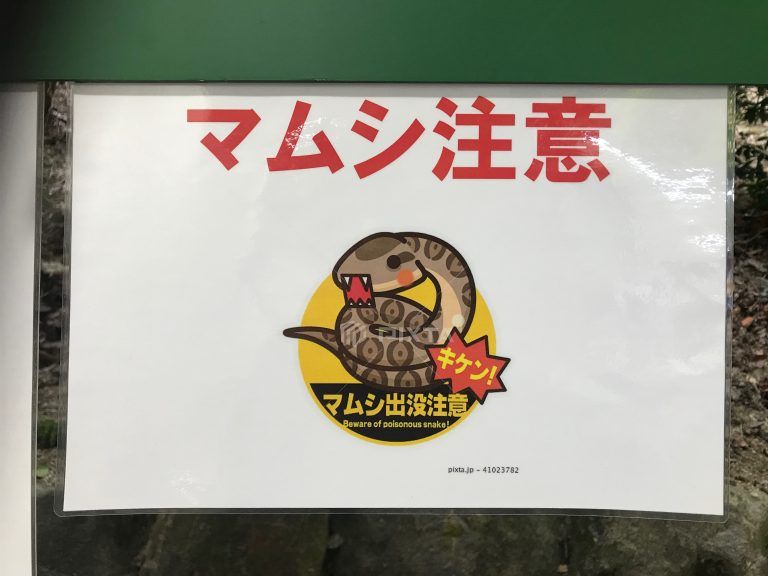 マムシ注意
PIXTA
キケン!
マムシ出没注意
Beware of poisonous snake!
pixta.jp - 41023782